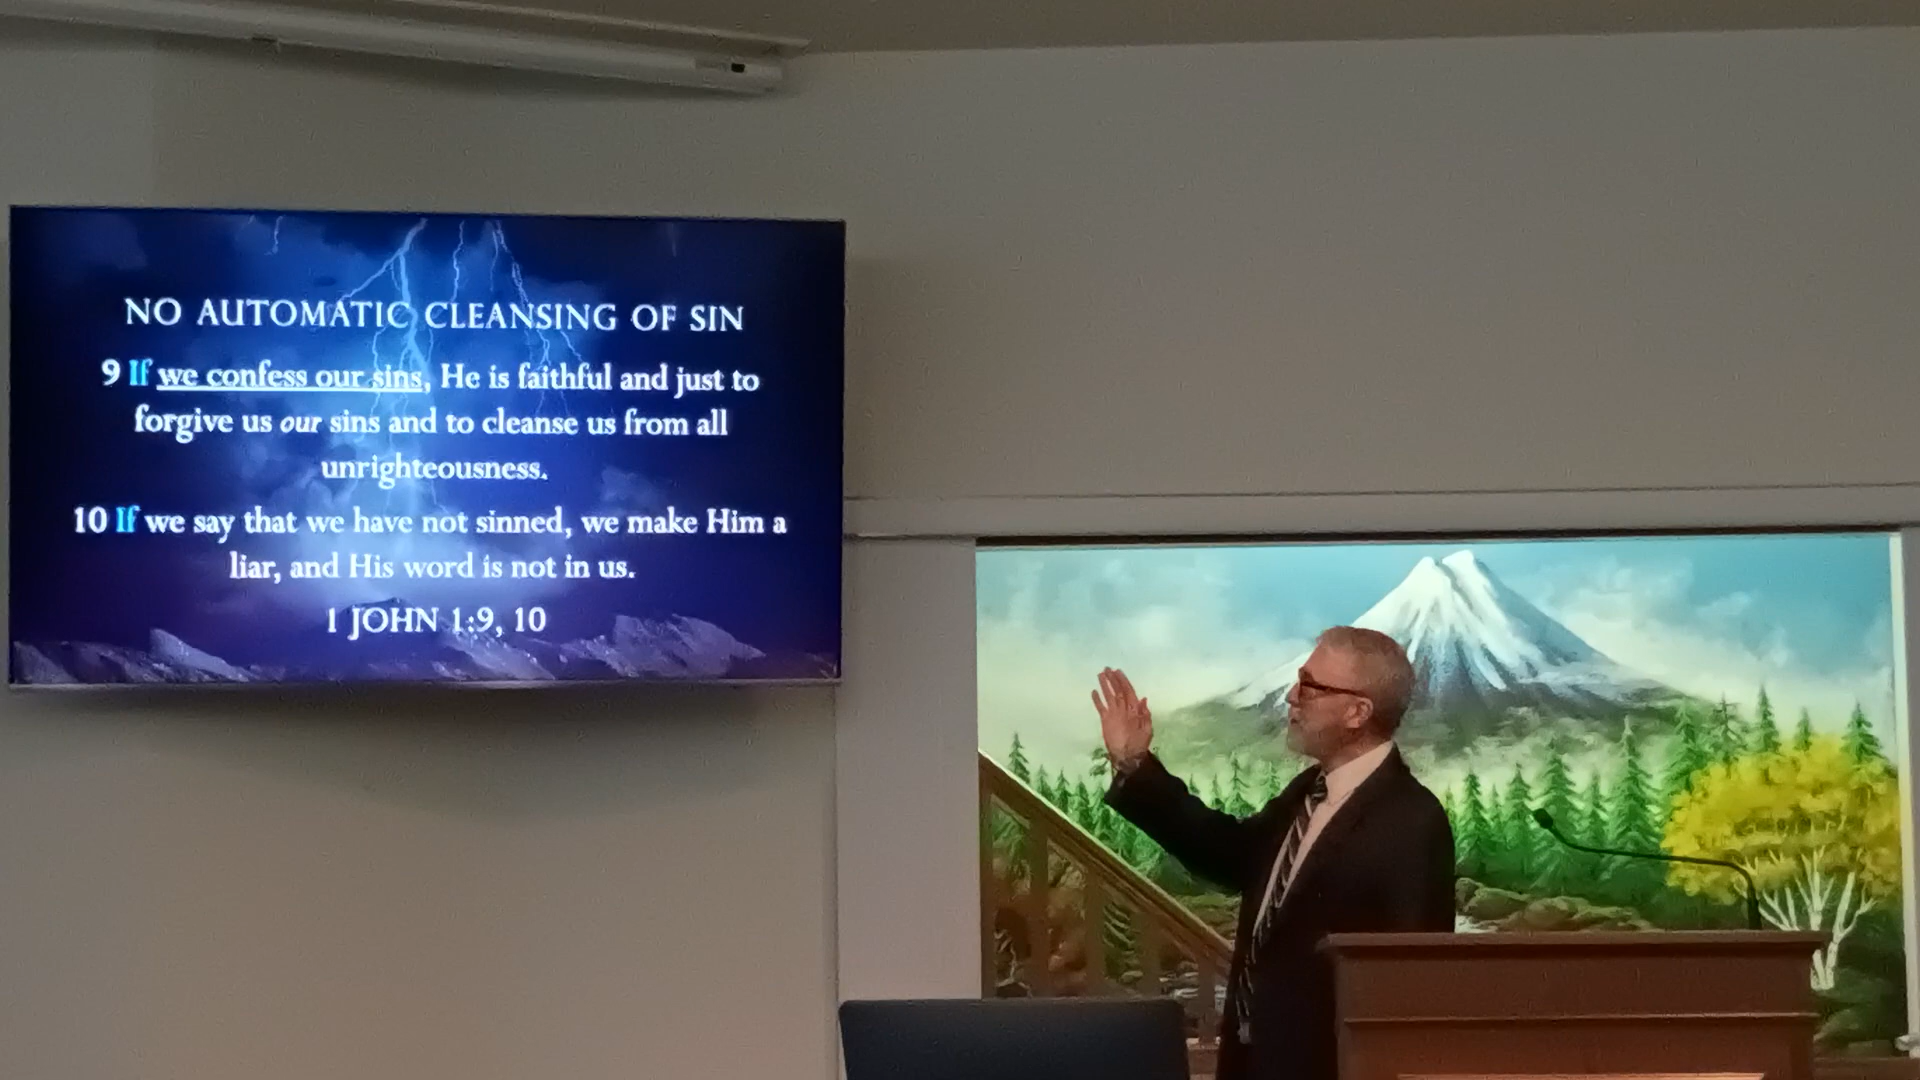 NO AUTOMATIC CLEANSING OF SIN
9 If we confess our sins, He is faithful and just to
forgive us our sins and to cleanse us from all
unrighteousness.
10 If we say that we have not sinned, we make Him a
liar, and His word is not in us.
1 JOHN 1:9, 10